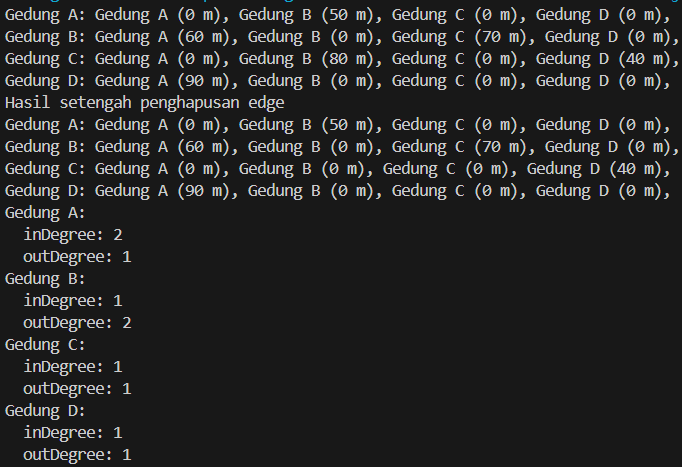 Gedung A: Gedung A (0 m), Gedung B (50 m), Gedung C (0 m), Gedung D (0 m),
Gedung B: Gedung A (60 m), Gedung B (0 m), Gedung C (70 m), Gedung D (0 m),
Gedung C: Gedung A (0 m), Gedung B (80 m), Gedung C (0 m), Gedung D (40 m),
Gedung D: Gedung A (90 m), Gedung B (0 m), Gedung C (0 m), Gedung D (0 m),
Hasil setengah penghapusan edge
Gedung A: Gedung A (0 m), Gedung B (50 m), Gedung C (0 m), Gedung D (0 m),
Gedung B: Gedung A (60 m), Gedung B (0 m), Gedung C (70 m), Gedung D (0 m),
Gedung C: Gedung A (0 m), Gedung B (0 m), Gedung C (0 m), Gedung D (40 m),
Gedung D: Gedung A (90 m), Gedung B (0 m), Gedung C (0 m), Gedung D (0 m),
Gedung A:
  inDegree: 2
  outDegree: 1
Gedung B:
  inDegree: 1
  outDegree: 2
Gedung C:
  inDegree: 1
  outDegree: 1
Gedung D:
  inDegree: 1
  outDegree: 1